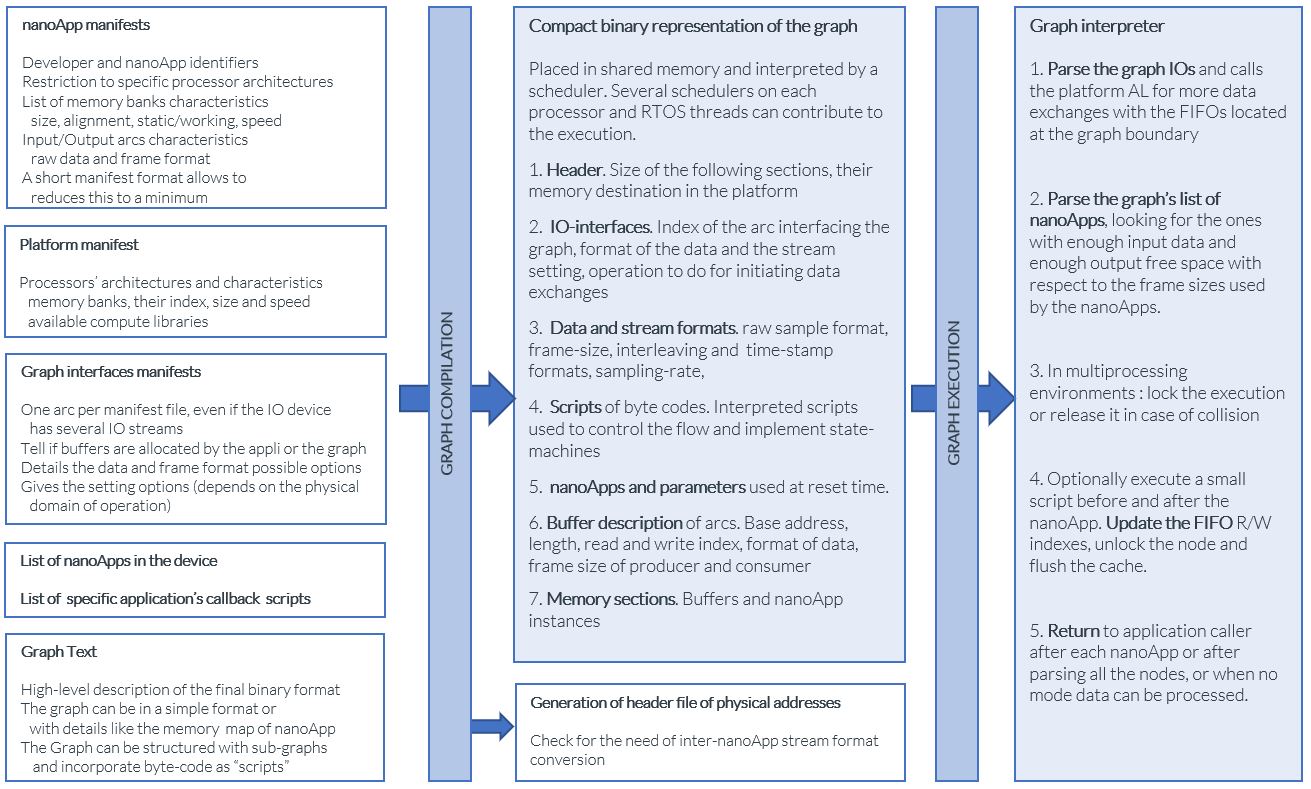 nanoApp manifests
Developer and nanoApp identifiers
Restriction to specific processor architectures
List of memory banks characteristics
size, alignment, static/working, speed
Input/Output arcs characteristics
raw data and frame format
A short manifest format allows to
reduces this to a minimum
Platform manifest
Processors' architectures and characteristics
memory banks, their index, size and speed
available compute libraries
Graph interfaces manifests
One arc per manifest file, even if the IO device
has several IO streams
Tell if buffers are allocated by the appli or the graph
Details the data and frame format possible options
Gives the setting options (depends on the physical
domain of operation)
List of nanoApps in the device
List of specific application's callback scripts
Graph Text
High-level description of the final binary format
The graph can be in a simple format or
with details like the memory map of nanoApp
The Graph can be structured with sub-graphs
and incorporate byte-code as "scripts"
GRAPH COMPILATION
Compact binary representation of the graph
Placed in shared memory and interpreted by a
scheduler. Several schedulers on each
processor and RTOS threads can contribute to
the execution.
1. Header. Size of the following sections, their
memory destination in the platform
2. IO-interfaces. Index of the arc interfacing the
graph, format of the data and the stream
setting, operation to do for initiating data
exchanges
3. Data and stream formats. raw sample format,
frame-size, interleaving and time-stamp
formats, sampling-rate,
4. Scripts of byte codes. Interpreted scripts
used to control the flow and implement state-
machines
5. nanoApps and parameters used at reset time.
6. Buffer description of arcs. Base address,
length, read and write index, format of data,
frame size of producer and consumer
7. Memory sections. Buffers and nanoApp
instances
Generation of header file of physical addresses
Check for the need of inter-nanoApp stream format
conversion
GRAPH EXECUTION
Graph interpreter
1. Parse the graph IOs and calls
the platform AL for more data
exchanges with the FIFOs located
at the graph boundary
2. Parse the graph's list of
nanoApps, looking for the ones
with enough input data and
enough output free space with
respect to the frame sizes used
by the nanoApps.
3. In multiprocessing
environments : lock the execution
or release it in case of collision
4. Optionally execute a small
script before and after the
nanoApp. Update the FIFO R/W
indexes, unlock the node and
flush the cache.
5. Return to application caller
after each nanoApp or after
parsing all the nodes, or when no
mode data can be processed.